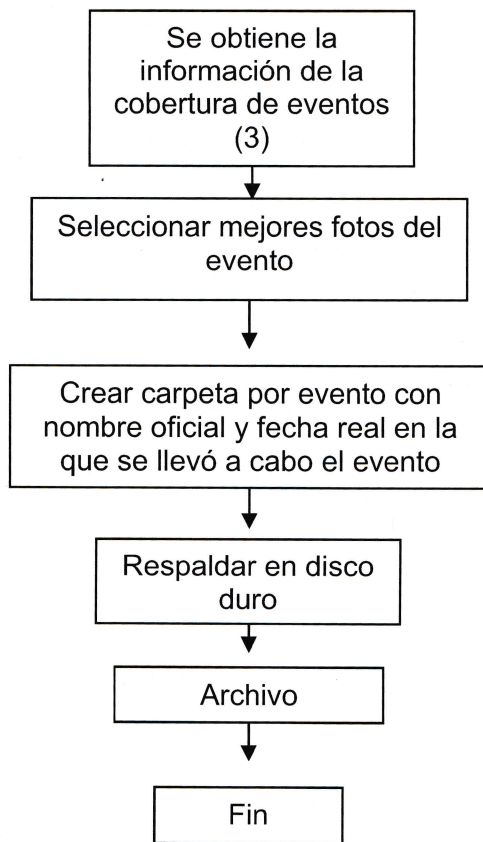 Se obtiene la
información de la
cobertura de eventos
(3)
Seleccionar mejores fotos del
evento
Crear carpeta por evento con
nombre oficial y fecha real en la
que se llevó a cabo el evento
Respaldar en disco
duro
Archivo
Fin